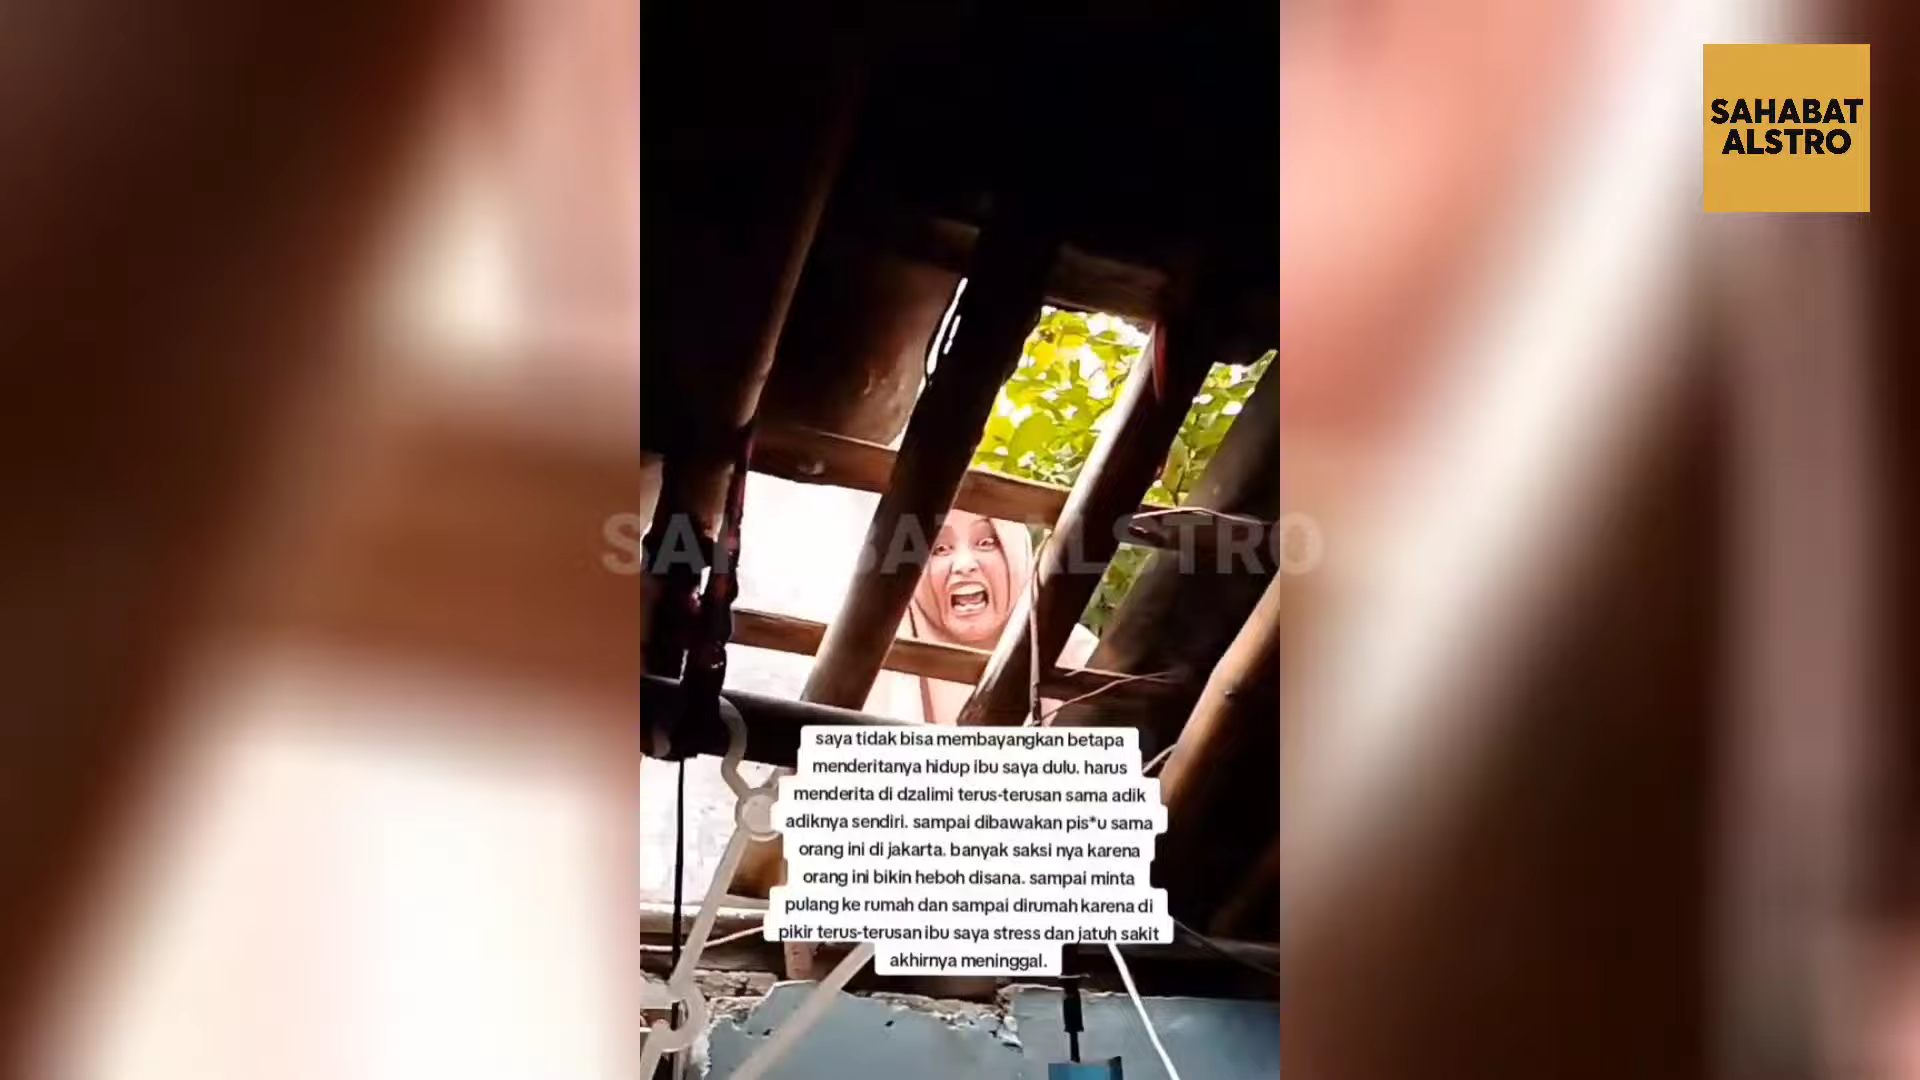 SAHABAT
ALSTRO
SAHABAT ALSTRO
saya tidak bisa membayangkan betapa
menderitanya hidup ibu saya dulu. harus
menderita di dzalimi terus-terusan sama adik
adiknya sendiri. sampai dibawakan pis*u sama
orang ini di jakarta. banyak saksi nya karena
orang ini bikin heboh disana. sampai minta
pulang ke rumah dan sampai dirumah karena di
pikir terus-terusan ibu saya stress dan jatuh sakit
akhirnya meninggal.